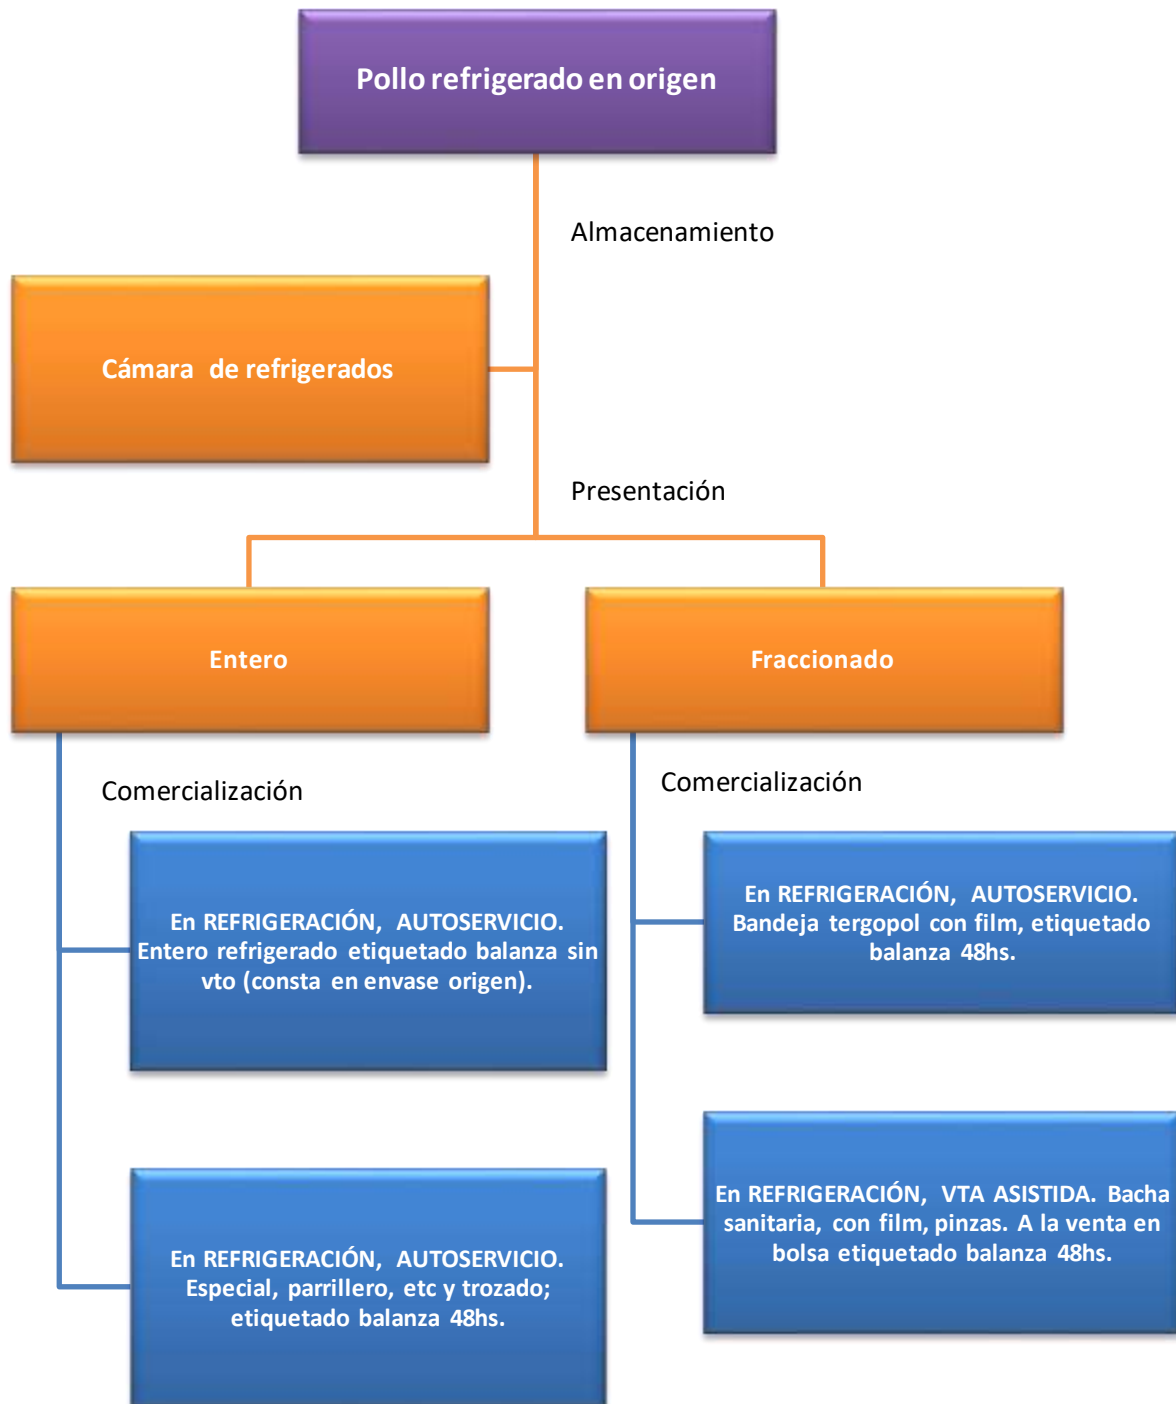 Pollo refrigerado en origen
Almacenamiento
Cámara de refrigerados
Presentación
Entero
Fraccionado
Comercialización
En REFRIGERACIÓN, AUTOSERVICIO.
Entero refrigerado etiquetado balanza sin
vto (consta en envase origen).
En REFRIGERACIÓN, AUTOSERVICIO.
Especial, parrillero, etc y trozado;
etiquetado balanza 48hs.
Comercialización
En REFRIGERACIÓN, AUTOSERVICIO.
Bandeja tergopol con film, etiquetado
balanza 48hs.
En REFRIGERACIÓN, VTA ASISTIDA. Bacha
sanitaria, con film, pinzas. A la venta en
bolsa etiquetado balanza 48hs.